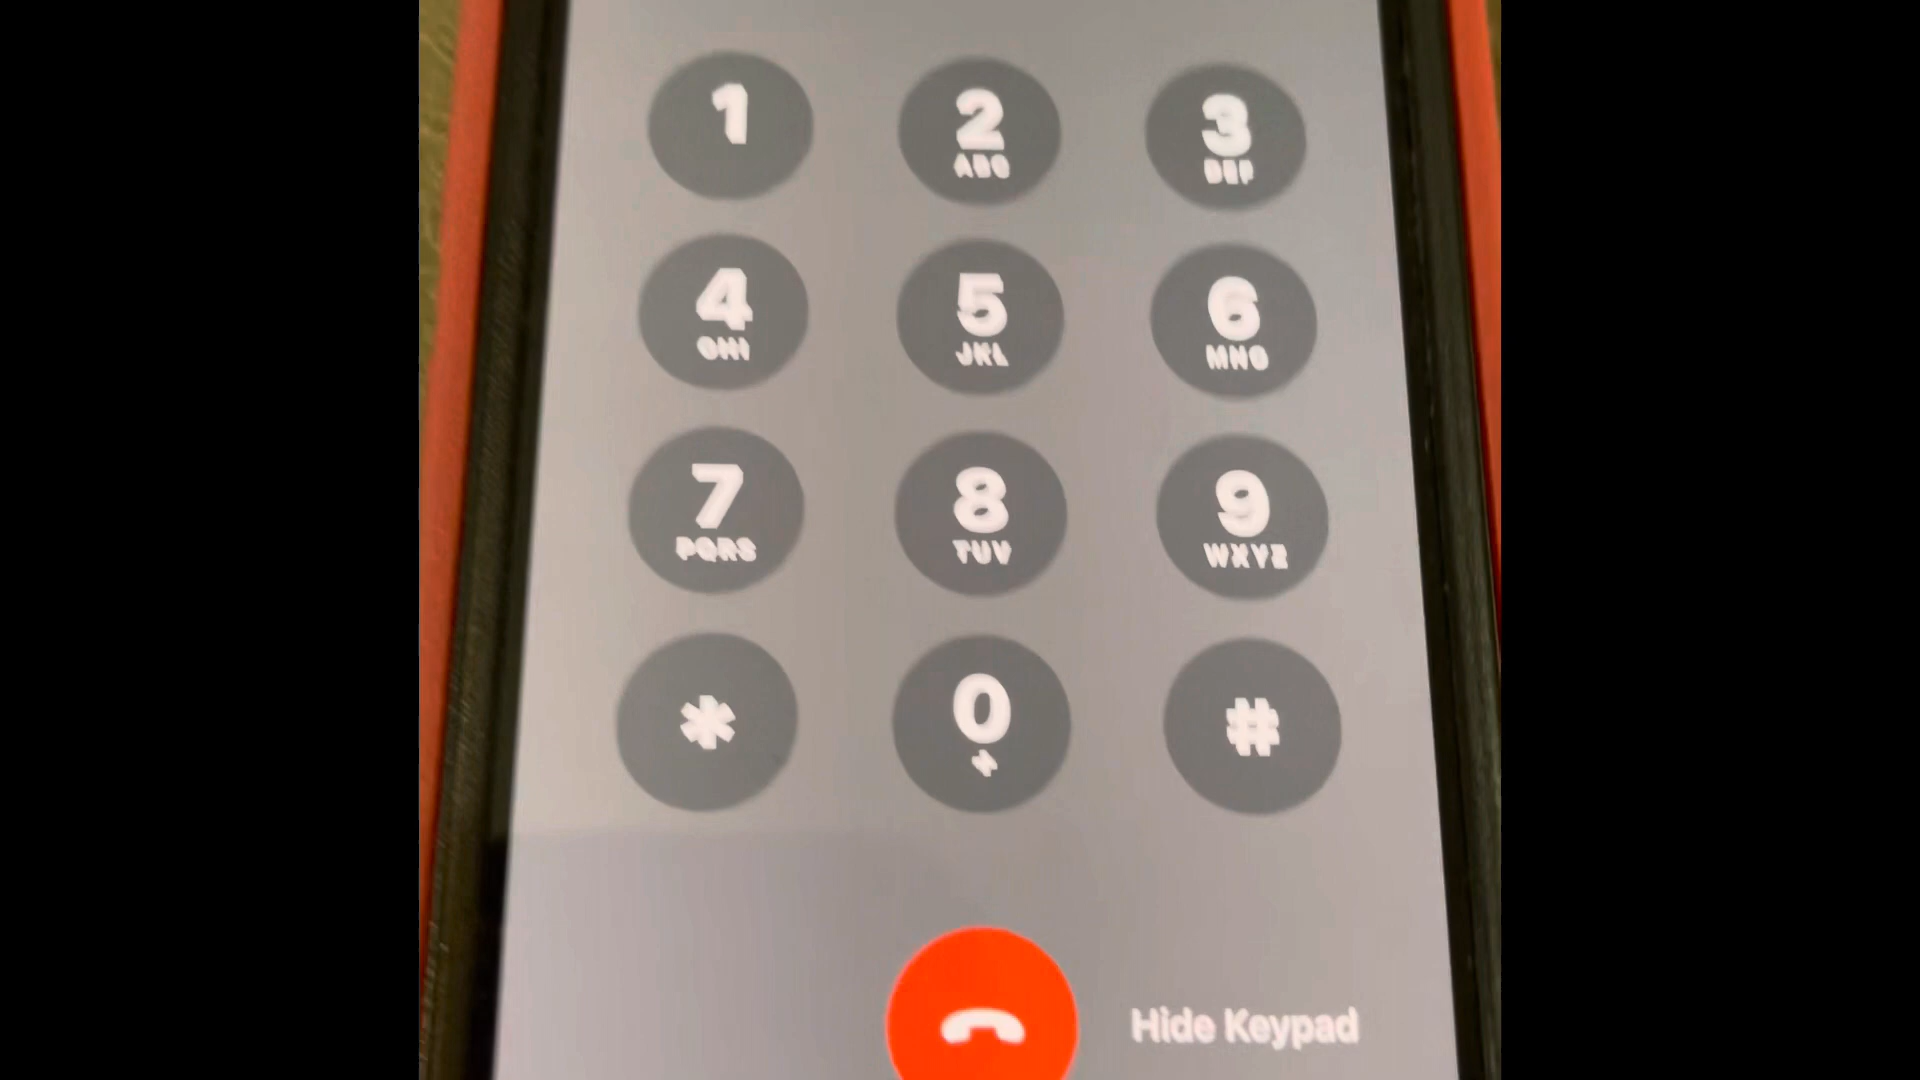 1 2 3
ABC DEF
4 5 6
GHI JKL MNO
7 8 9
PQRS TUV WXYZ
* 0 #
+
Hide Keypad